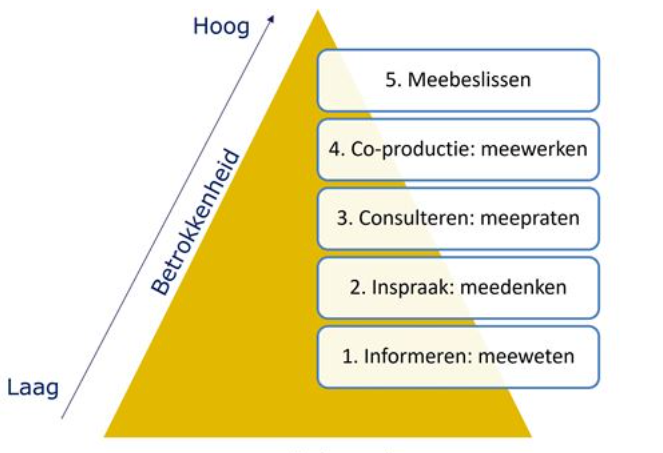 Hoog
5. Meebeslissen
4. Co-productie: meewerken
Betrokkenheid
3. Consulteren: meepraten
2. Inspraak: meedenken
1. Informeren: meeweten
Laag